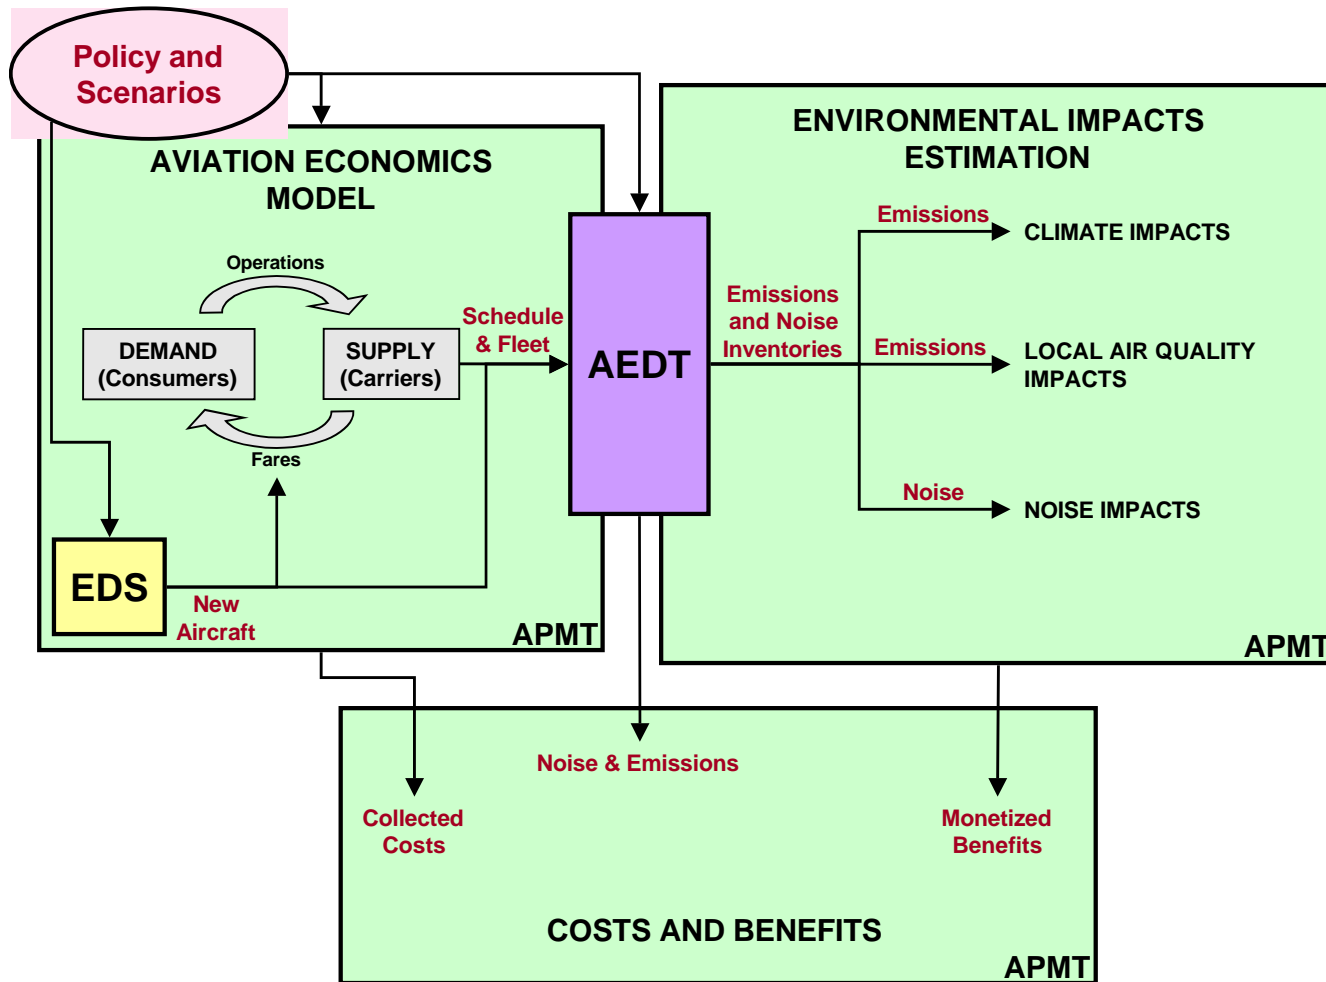 Policy and
Scenarios
AVIATION ECONOMICS
MODEL
Operations
DEMAND
(Consumers)
SUPPLY
(Carriers)
Fares
Schedule
& Fleet
EDS
New
Aircraft
APMT
AEDT
ENVIRONMENTAL IMPACTS
ESTIMATION
Emissions
and Noise
Inventories
Emissions
CLIMATE IMPACTS
Emissions
LOCAL AIR QUALITY
IMPACTS
Noise
NOISE IMPACTS
APMT
Noise & Emissions
Collected
Costs
Monetized
Benefits
COSTS AND BENEFITS
APMT